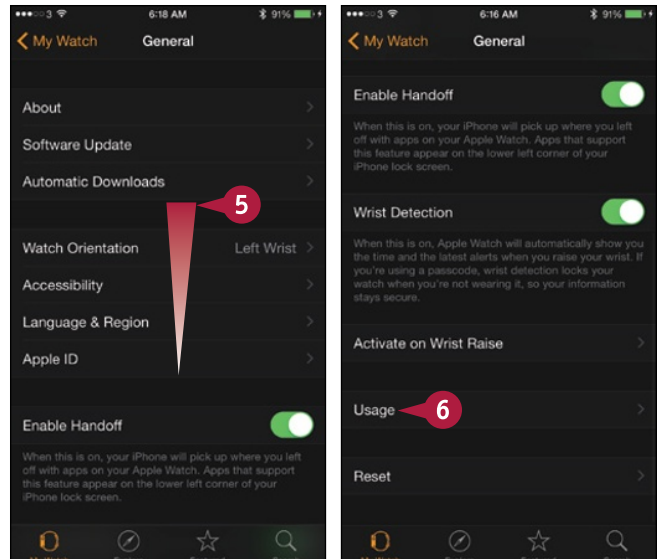 3 6:18 AM 91%
My Watch General
About
Software Update
Automatic Downloads
5
Watch Orientation Left Wrist
Accessibility
Language & Region
Apple ID
Enable Handoff
When this is on, your iPhone will pick up where you left
off with apps on your Apple Watch. Apps that support
this feature appear on the lower left corner of your
iPhone lock screen.
3 6:16 AM 91%
My Watch General
Enable Handoff
When this is on, your iPhone will pick up where you left
off with apps on your Apple Watch. Apps that support
this feature appear on the lower left corner of your
iPhone lock screen.
Wrist Detection
When this is on, Apple Watch will automatically show you
the time and the latest alerts when you raise your wrist. If
you're using a passcode, wrist detection locks your
watch when you're not wearing it, so your information
stays secure.
Activate on Wrist Raise
Usage 6
Reset